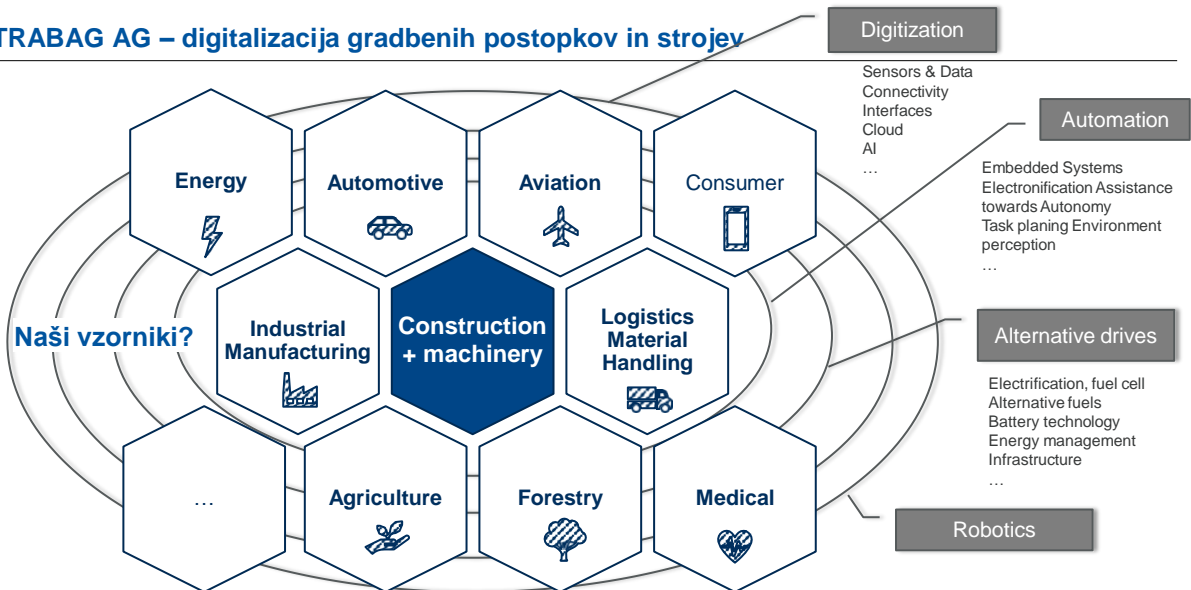 TRABAG AG – digitalizacija gradbenih postopkov in strojev
Digitization
Sensors & Data
Connectivity
Interfaces
Cloud
AI
…
Automation
Embedded Systems
Electronification Assistance
towards Autonomy
Task planing Environment
perception
…
Energy
Automotive
Aviation
Consumer
Naši vzorniki?
Industrial
Manufacturing
Construction
+ machinery
Logistics
Material
Handling
Alternative drives
Electrification, fuel cell
Alternative fuels
Battery technology
Energy management
Infrastructure
…
…
Agriculture
Forestry
Medical
Robotics